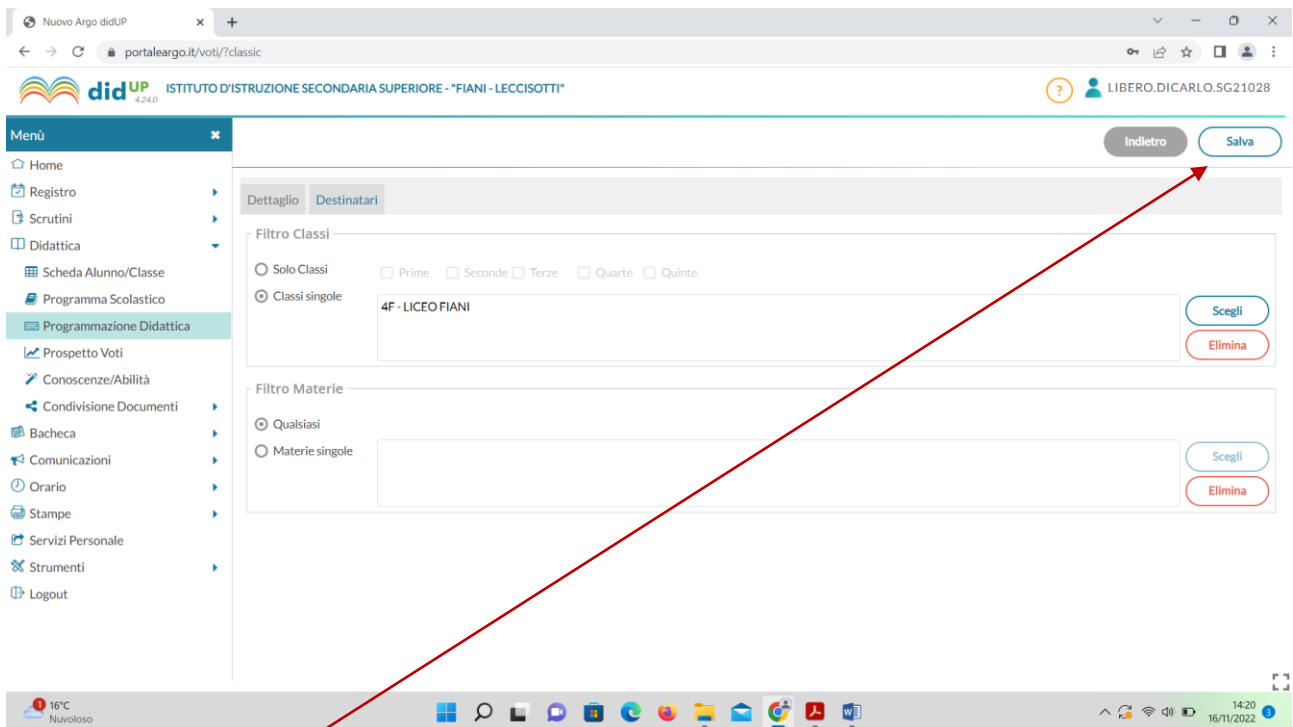 Nuovo Argo didUP
portaleargo.it/voti/?classic
didUP 4.24.0 ISTITUTO D'ISTRUZIONE SECONDARIA SUPERIORE - "FIANI - LECCISOTTI" ? LIBERO.DICARLO.SG21028
Menù
Indietro Salva
Home
Registro
Scrutini
Didattica
Scheda Alunno/Classe
Programma Scolastico
Programmazione Didattica
Prospetto Voti
Conoscenze/Abilità
Condivisione Documenti
Bacheca
Comunicazioni
Orario
Stampe
Servizi Personale
Strumenti
Logout
Dettaglio Destinatari
Filtro Classi
Solo Classi Prime Seconde Terze Quarte Quinte
Classi singole
4F - LICEO FIANI
Scegli
Elimina
Filtro Materie
Qualsiasi
Materie singole
Scegli
Elimina
1 16°C
Nuvoloso
14:20
16/11/2022 3